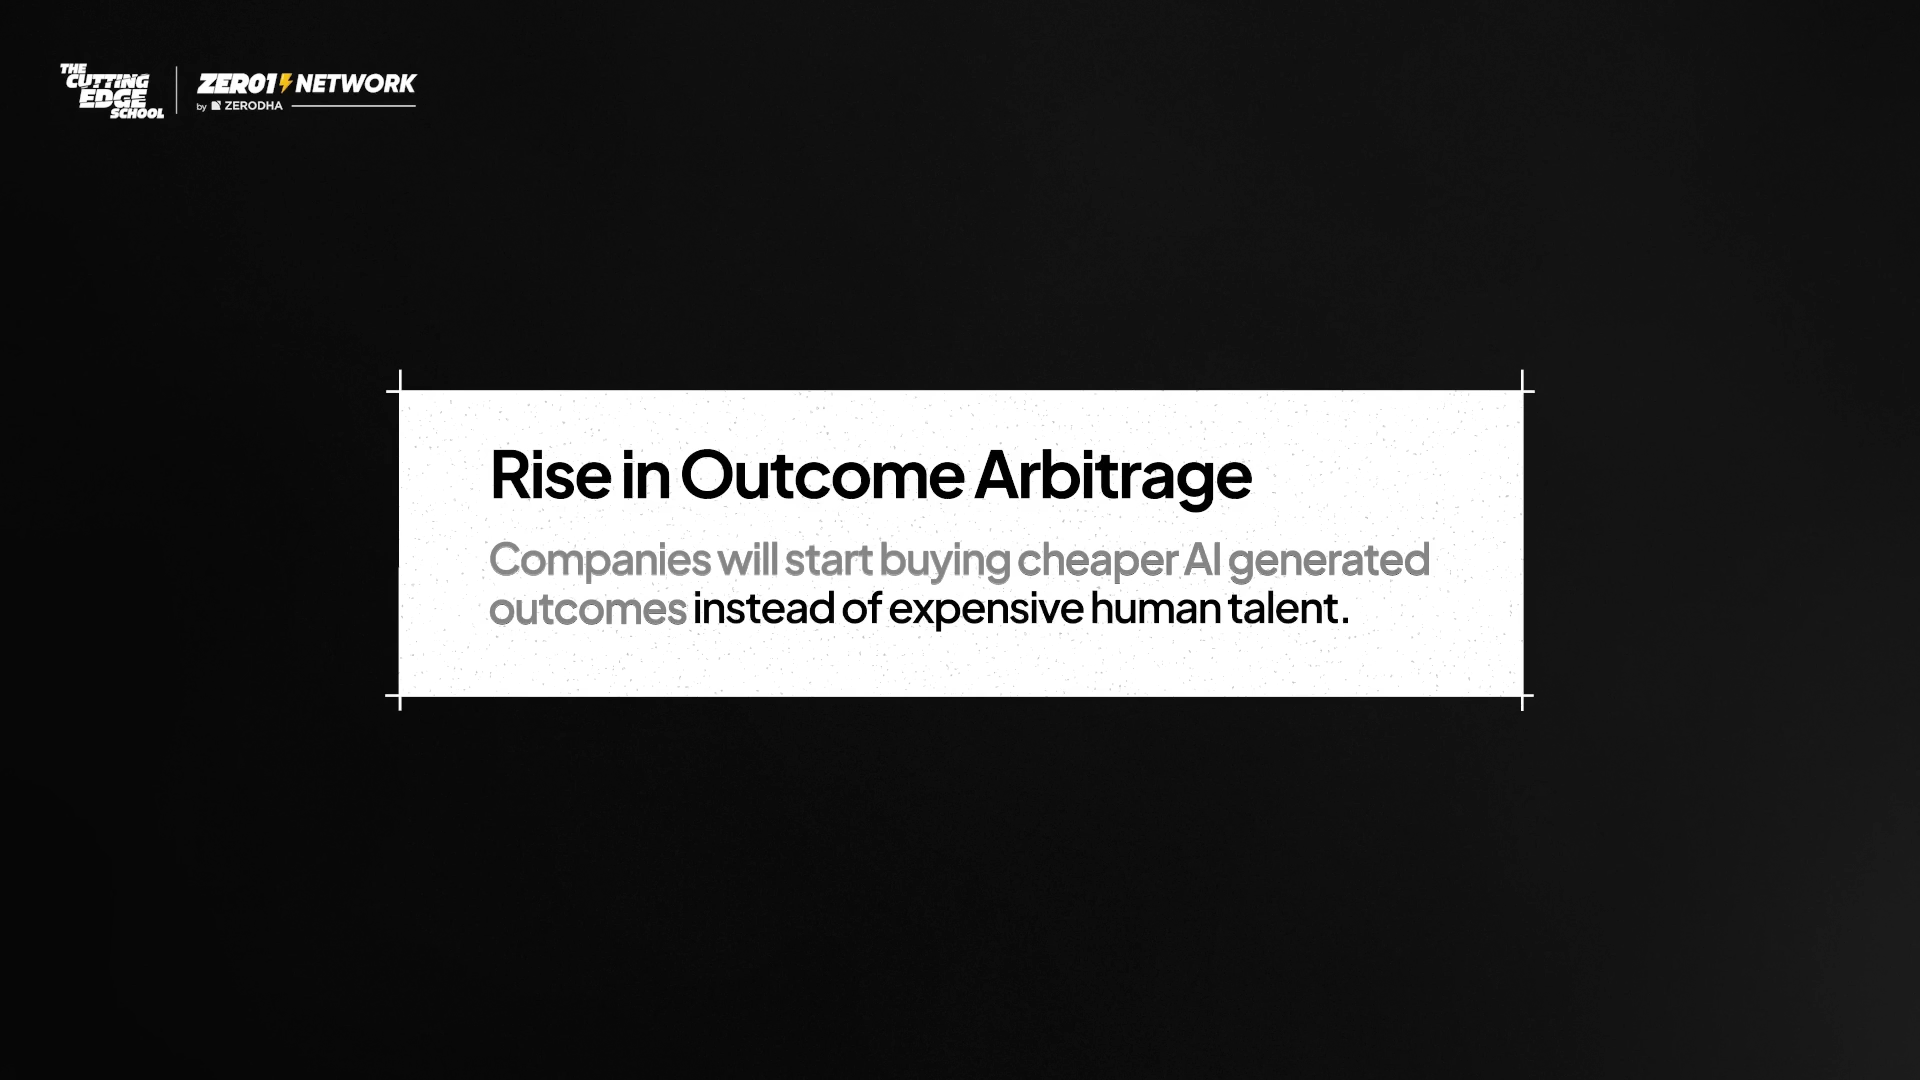 THE
CUTTING
EDGE
SCHOOL
ZERO1 NETWORK
by ZERODHA
Rise in Outcome Arbitrage
Companies will start buying cheaper AI generated
outcomes instead of expensive human talent.